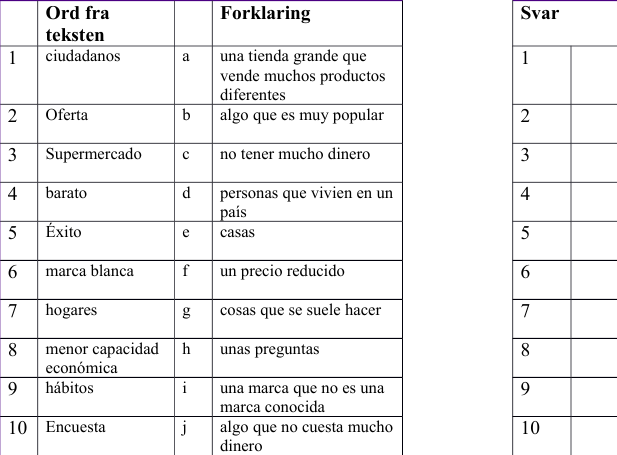 Ord fra teksten Forklaring Svar
1 ciudadanos a una tienda grande que vende muchos productos diferentes 1
2 Oferta b algo que es muy popular 2
3 Supermercado c no tener mucho dinero 3
4 barato d personas que vivien en un país 4
5 Éxito e casas 5
6 marca blanca f un precio reducido 6
7 hogares g cosas que se suele hacer 7
8 menor capacidad económica h unas preguntas 8
9 hábitos i una marca que no es una marca conocida 9
10 Encuesta j algo que no cuesta mucho dinero 10